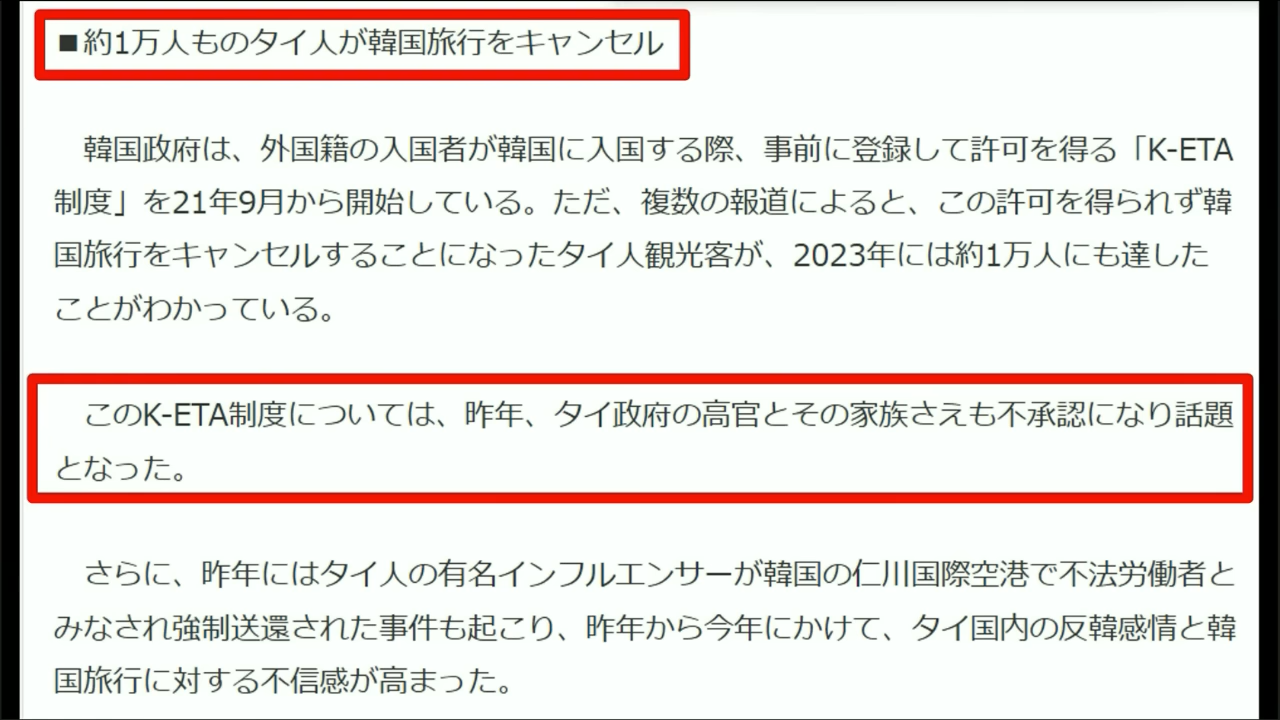 ■約1万人ものタイ人が韓国旅行をキャンセル
韓国政府は、外国籍の入国者が韓国に入国する際、事前に登録して許可を得る「K-ETA
制度」を21年9月から開始している。ただ、複数の報道によると、この許可を得られず韓
国旅行をキャンセルすることになったタイ人観光客が、2023年には約1万人にも達した
ことがわかっている。
このK-ETA制度については、昨年、タイ政府の高官とその家族さえも不承認になり話題
となった。
さらに、昨年にはタイ人の有名インフルエンサーが韓国の仁川国際空港で不法労働者と
みなされ強制送還された事件も起こり、昨年から今年にかけて、タイ国内の反韓感情と韓
国旅行に対する不信感が高まった。